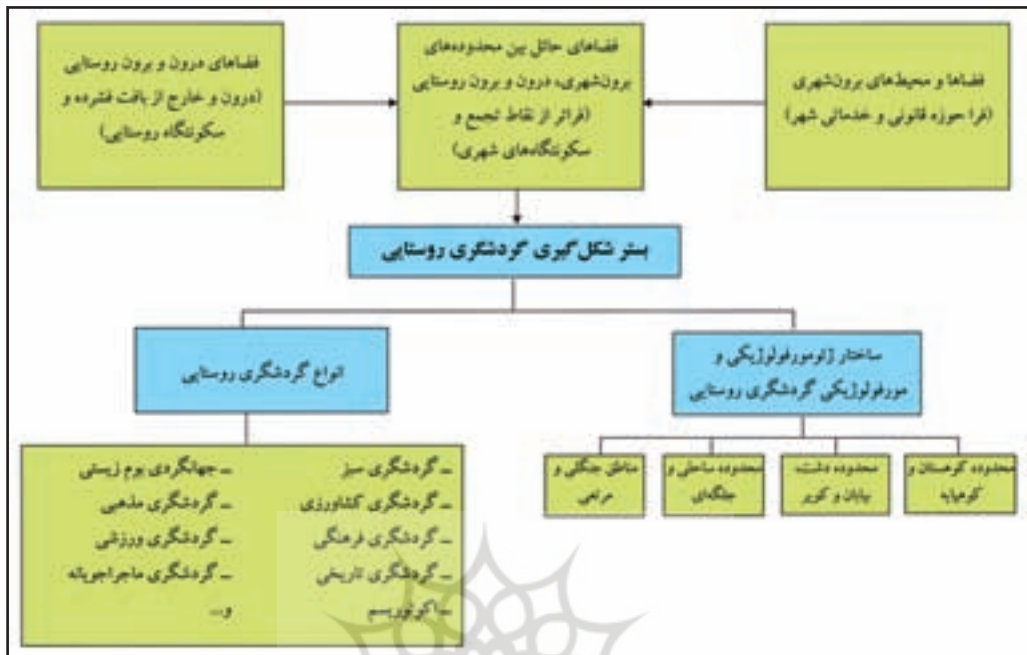 فضاها و محیط‌های برون‌شهری
(فرا حوزه قانونی و خدماتی شهر)
فضاهای حائل بین محدوده‌های
برون‌شهری، درون و برون روستایی
(فراتر از نقاط تجمع و
سکونتگاه‌های شهری)
فضاهای درون و برون روستایی
(درون و خارج از بافت فشرده و
سکونتگاه روستایی)
بستر شکل‌گیری گردشگری روستایی
ساختار ژئومورفولوژیکی و
مورفولوژیکی گردشگری روستایی
محدوده کوهستان و
کوهپایه
محدوده دشت،
بیابان و کویر
محدوده ساحلی و
جلگه‌ای
مناطق جنگلی و
مرتعی
انواع گردشگری روستایی
ـ گردشگری سبز
ـ گردشگری کشاورزی
ـ گردشگری فرهنگی
ـ گردشگری تاریخی
ـ اکوتوریسم
ـ جهانگردی بوم زیستی
ـ گردشگری مذهبی
ـ گردشگری ورزشی
ـ گردشگری ماجراجویانه
و...